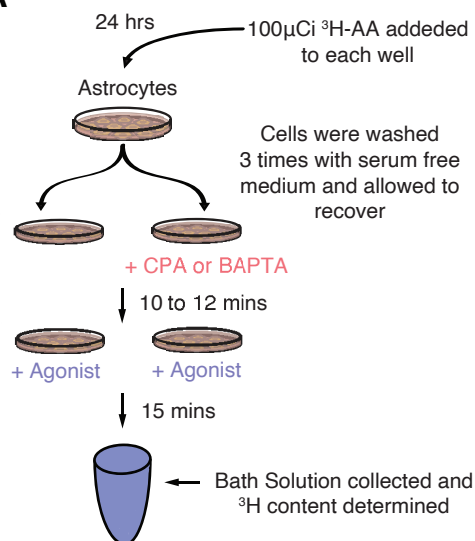 A
24 hrs
100µCi ³H-AA addeded
to each well
Astrocytes
Cells were washed
3 times with serum free
medium and allowed to
recover
+ CPA or BAPTA
10 to 12 mins
+ Agonist
+ Agonist
15 mins
Bath Solution collected and
³H content determined